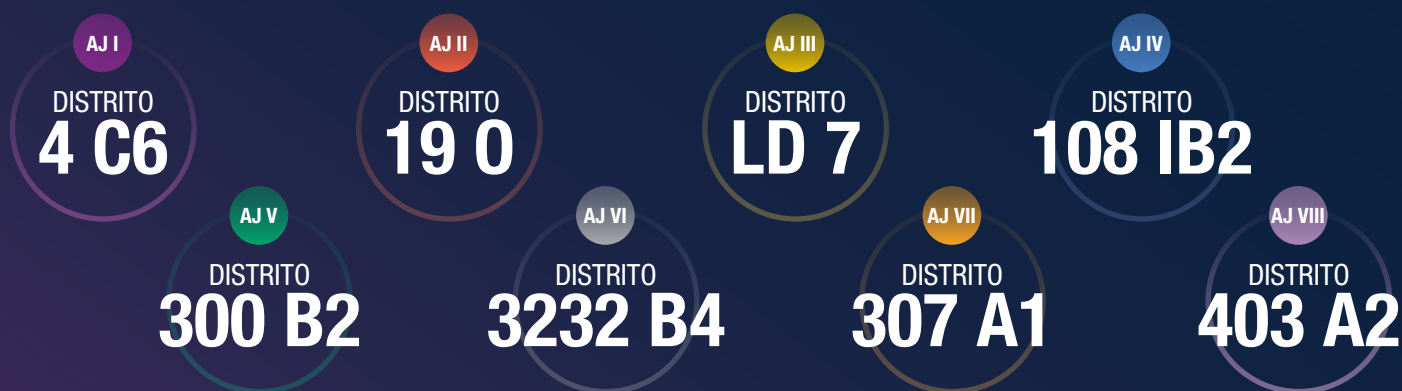 AJ I
DISTRITO
4 C6
AJ II
DISTRITO
19 O
AJ III
DISTRITO
LD 7
AJ IV
DISTRITO
108 IB2
AJ V
DISTRITO
300 B2
AJ VI
DISTRITO
3232 B4
AJ VII
DISTRITO
307 A1
AJ VIII
DISTRITO
403 A2